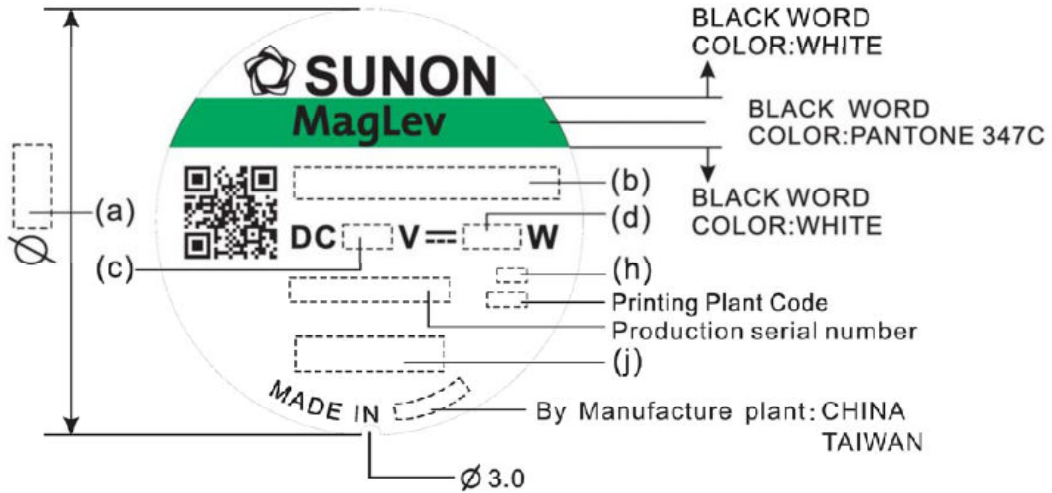 BLACK WORD
COLOR:WHITE
SUNON
MagLev
BLACK WORD
COLOR:PANTONE 347C
(b)
BLACK WORD
COLOR:WHITE
(a)
Ø
(d)
DC V W
(c)
(h)
Printing Plant Code
Production serial number
(j)
MADE IN
By Manufacture plant: CHINA
TAIWAN
Ø 3.0